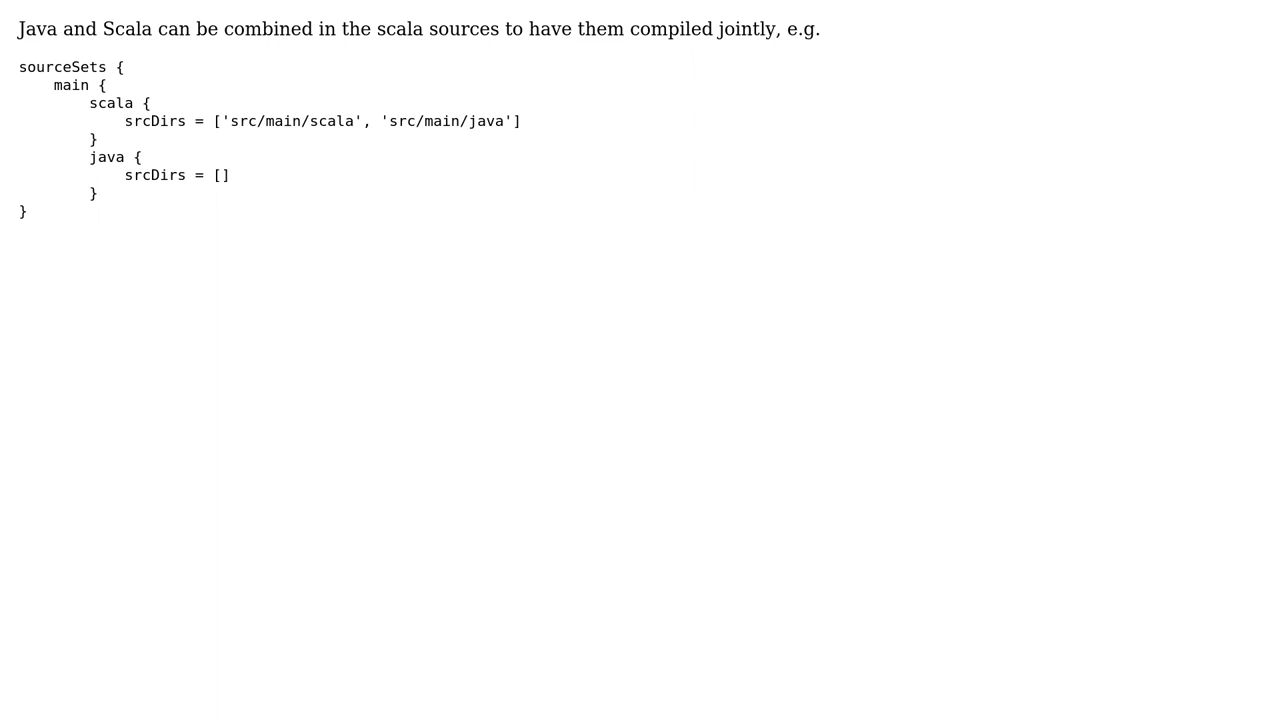 Java and Scala can be combined in the scala sources to have them compiled jointly, e.g.
sourceSets {
    main {
        scala {
            srcDirs = ['src/main/scala', 'src/main/java']
        }
        java {
            srcDirs = []
        }
}